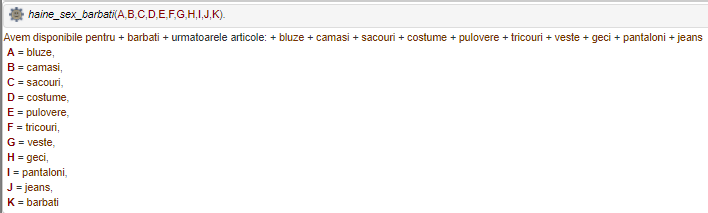 haine_sex_barbati(A,B,C,D,E,F,G,H,I,J,K).
Avem disponibile pentru + barbati + urmatoarele articole: + bluze + camasi + sacouri + costume + pulovere + tricouri + veste + geci + pantaloni + jeans
A = bluze,
B = camasi,
C = sacouri,
D = costume,
E = pulovere,
F = tricouri,
G = veste,
H = geci,
I = pantaloni,
J = jeans,
K = barbati